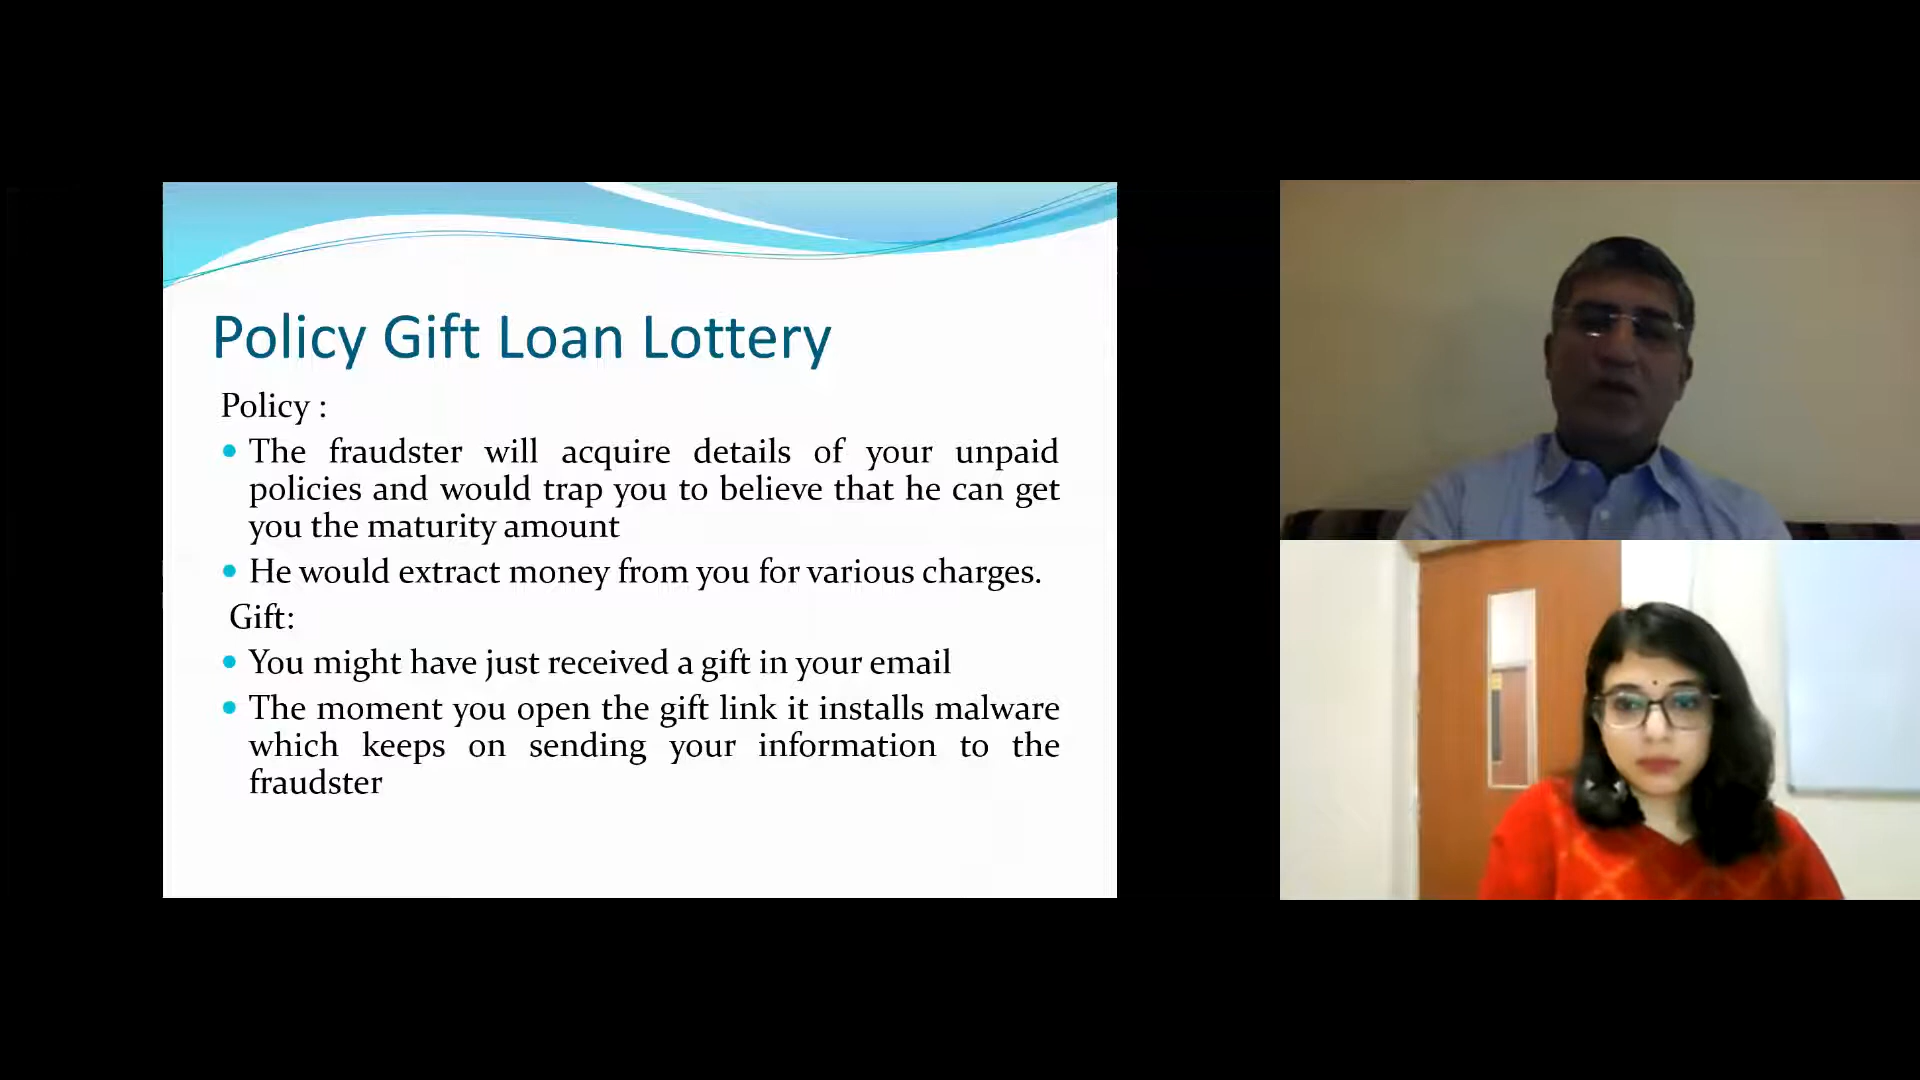 Policy Gift Loan Lottery
Policy :
The fraudster will acquire details of your unpaid
policies and would trap you to believe that he can get
you the maturity amount
He would extract money from you for various charges.
Gift:
You might have just received a gift in your email
The moment you open the gift link it installs malware
which keeps on sending your information to the
fraudster